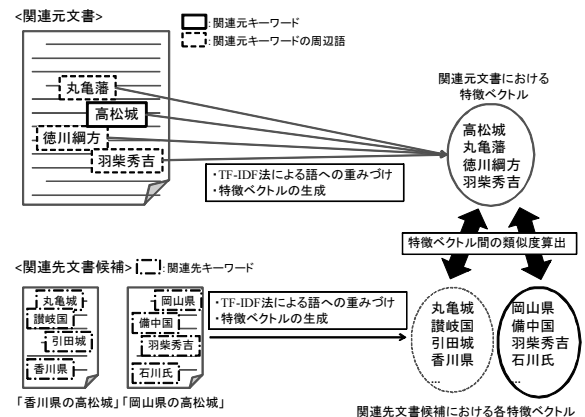 <関連元文書>
:関連元キーワード
:関連元キーワードの周辺語
丸亀藩
高松城
徳川綱方
羽柴秀吉
・TF-IDF法による語への重みづけ
・特徴ベクトルの生成
関連元文書における
特徴ベクトル
高松城
丸亀藩
徳川綱方
羽柴秀吉
特徴ベクトル間の類似度算出
<関連先文書候補>
:関連先キーワード
丸亀城
讃岐国
引田城
香川県
「香川県の高松城」
岡山県
備中国
羽柴秀吉
石川氏
「岡山県の高松城」
・TF-IDF法による語への重みづけ
・特徴ベクトルの生成
丸亀城
讃岐国
引田城
香川県
...
岡山県
備中国
羽柴秀吉
石川氏
...
関連先文書候補における各特徴ベクトル